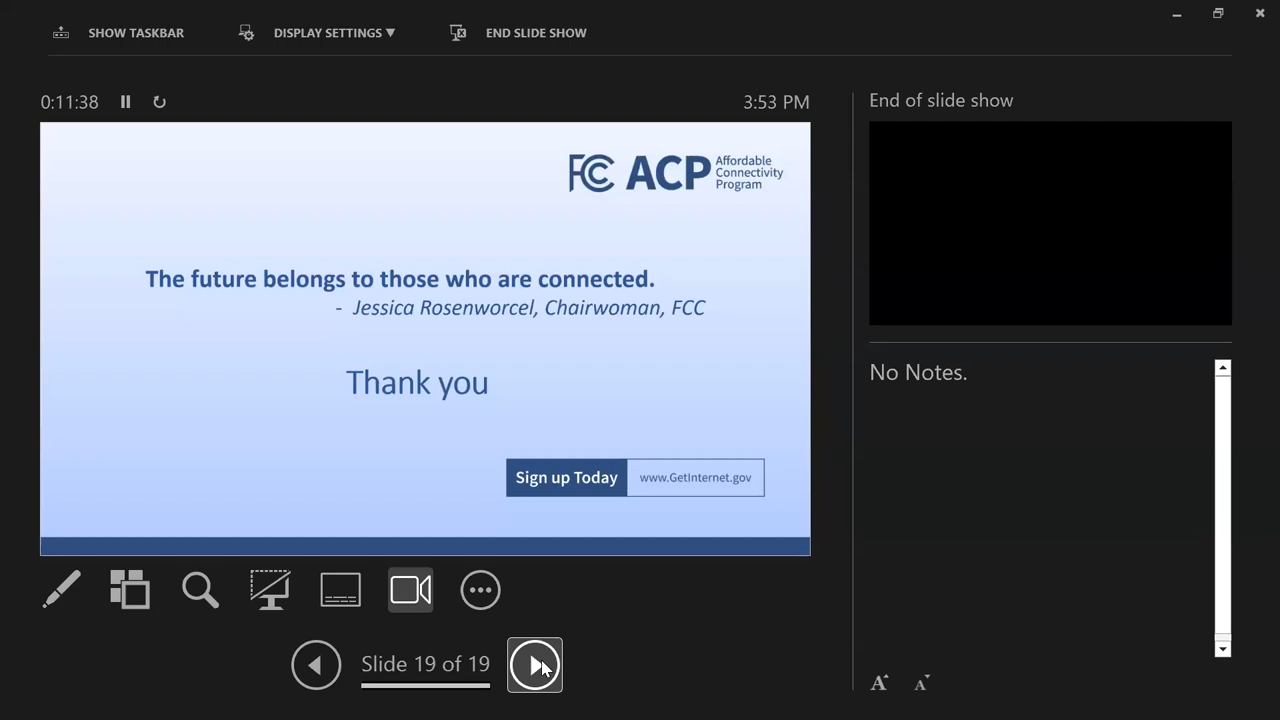 SHOW TASKBAR
DISPLAY SETTINGS ▼
END SLIDE SHOW
0:11:38
3:53 PM
End of slide show
FCC ACP Affordable
Connectivity
Program
The future belongs to those who are connected.
- Jessica Rosenworcel, Chairwoman, FCC
Thank you
Sign up Today
www.GetInternet.gov
No Notes.
Slide 19 of 19
A A